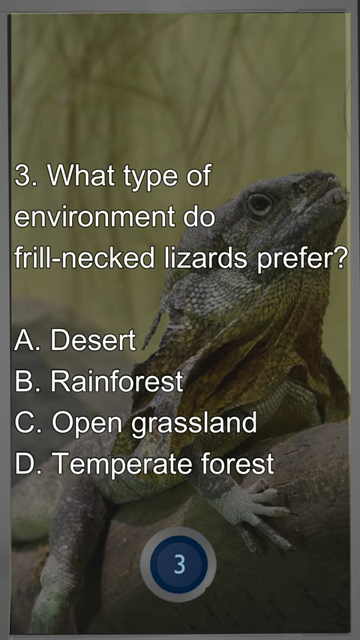 3. What type of
environment do
frill-necked lizards prefer?
A. Desert
B. Rainforest
C. Open grassland
D. Temperate forest
3